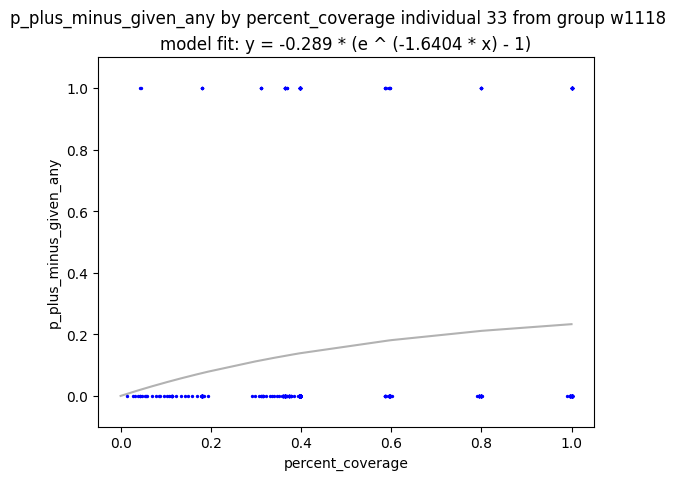 p_plus_minus_given_any by percent_coverage individual 33 from group w1118
model fit: y = -0.289 * (e ^ (-1.6404 * x) - 1)
1.0
0.8
0.6
0.4
0.2
0.0
p_plus_minus_given_any
0.0 0.2 0.4 0.6 0.8 1.0
percent_coverage